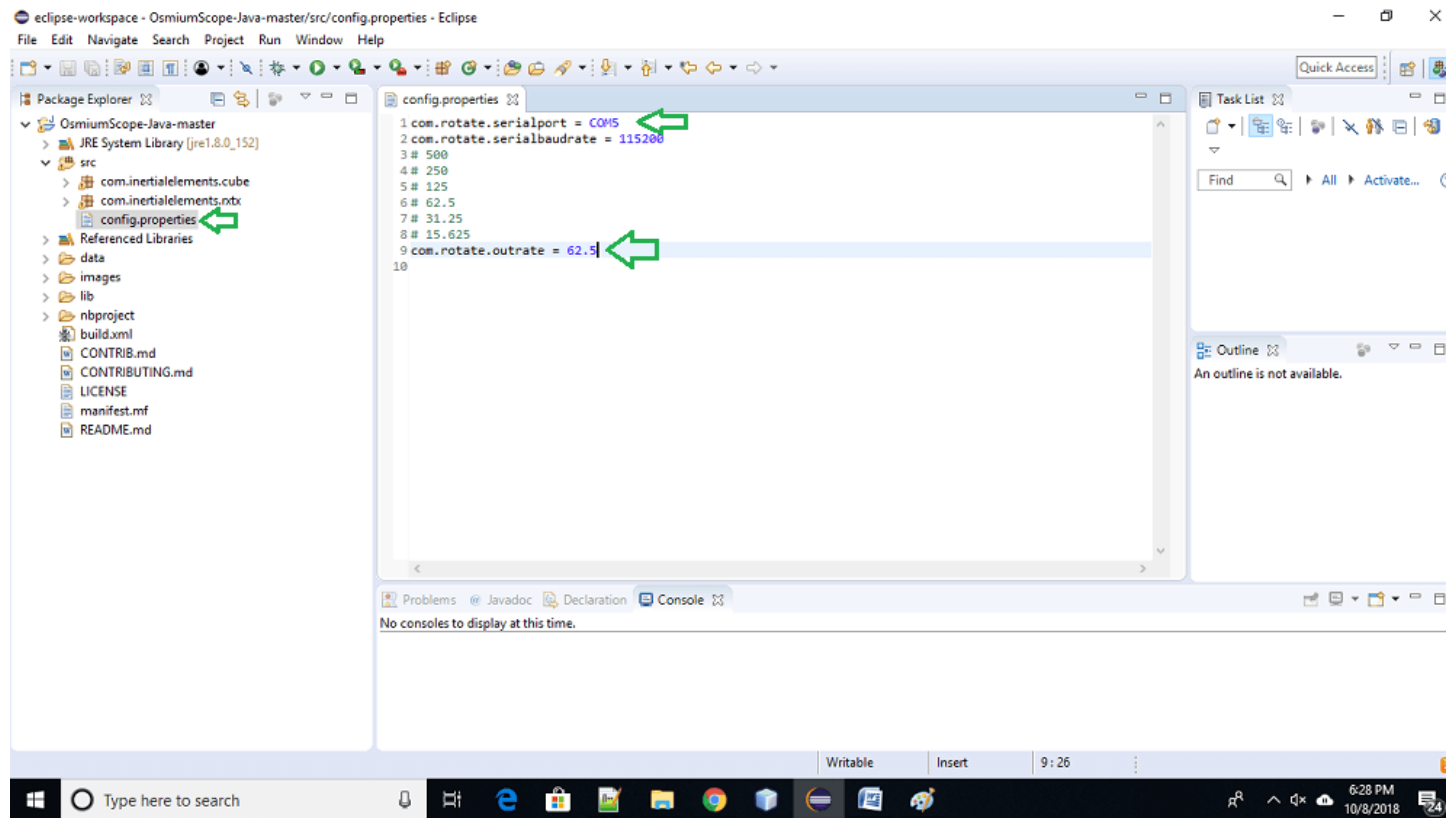 eclipse-workspace - OsmiumScope-Java-master/src/config.properties - Eclipse
File Edit Navigate Search Project Run Window Help
Quick Access
Package Explorer
OsmiumScope-Java-master
JRE System Library [jre1.8.0_152]
src
com.inertialelements.cube
com.inertialelements.rxtx
config.properties
Referenced Libraries
data
images
lib
nbproject
build.xml
CONTRIB.md
CONTRIBUTING.md
LICENSE
manifest.mf
README.md
config.properties
1 com.rotate.serialport = COM5
2 com.rotate.serialbaudrate = 115200
3 # 500
4 # 250
5 # 125
6 # 62.5
7 # 31.25
8 # 15.625
9 com.rotate.outrate = 62.5
10
Task List
Find All Activate...
Outline
An outline is not available.
Problems Javadoc Declaration Console
No consoles to display at this time.
Writable Insert 9 : 26
Type here to search
6:28 PM
10/8/2018
24